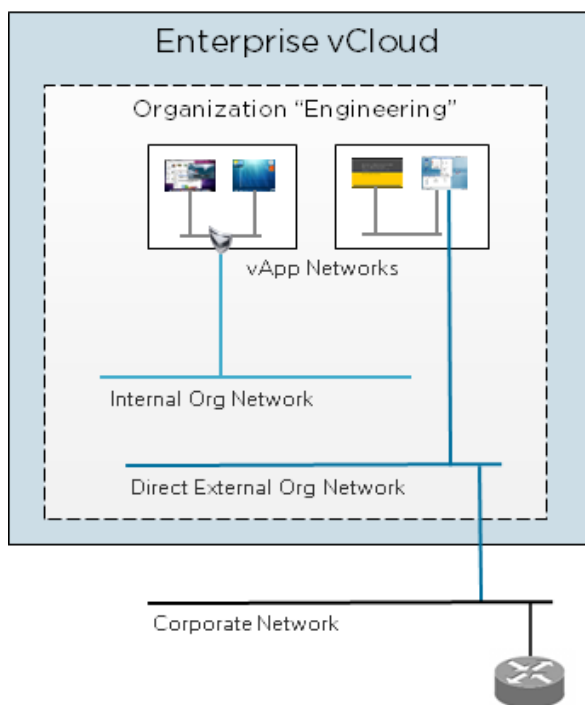 Enterprise vCloud
Organization “Engineering”
vApp Networks
Internal Org Network
Direct External Org Network
Corporate Network